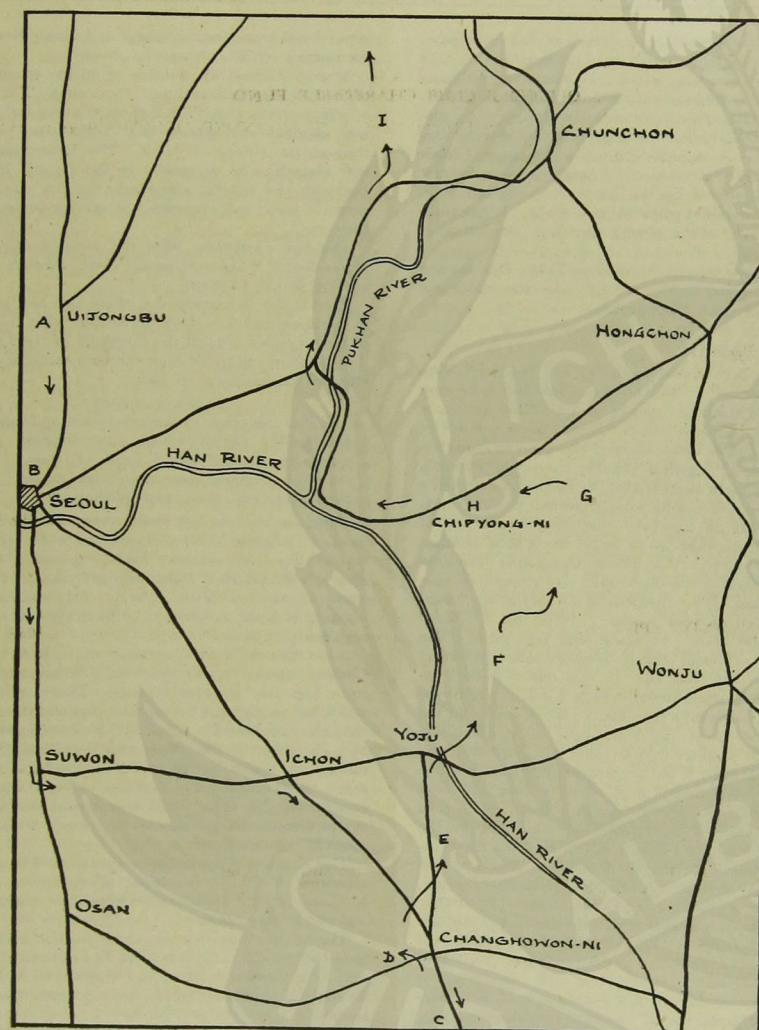 I
CHUNCHON
PUKHAN RIVER
A
UIJONGBU
HONGCHON
B
HAN RIVER
SEOUL
H
G
CHIPYONG-NI
F
WONJU
YOJU
SUWON
ICHON
HAN RIVER
E
OSAN
CHANGHOWON-NI
D
C